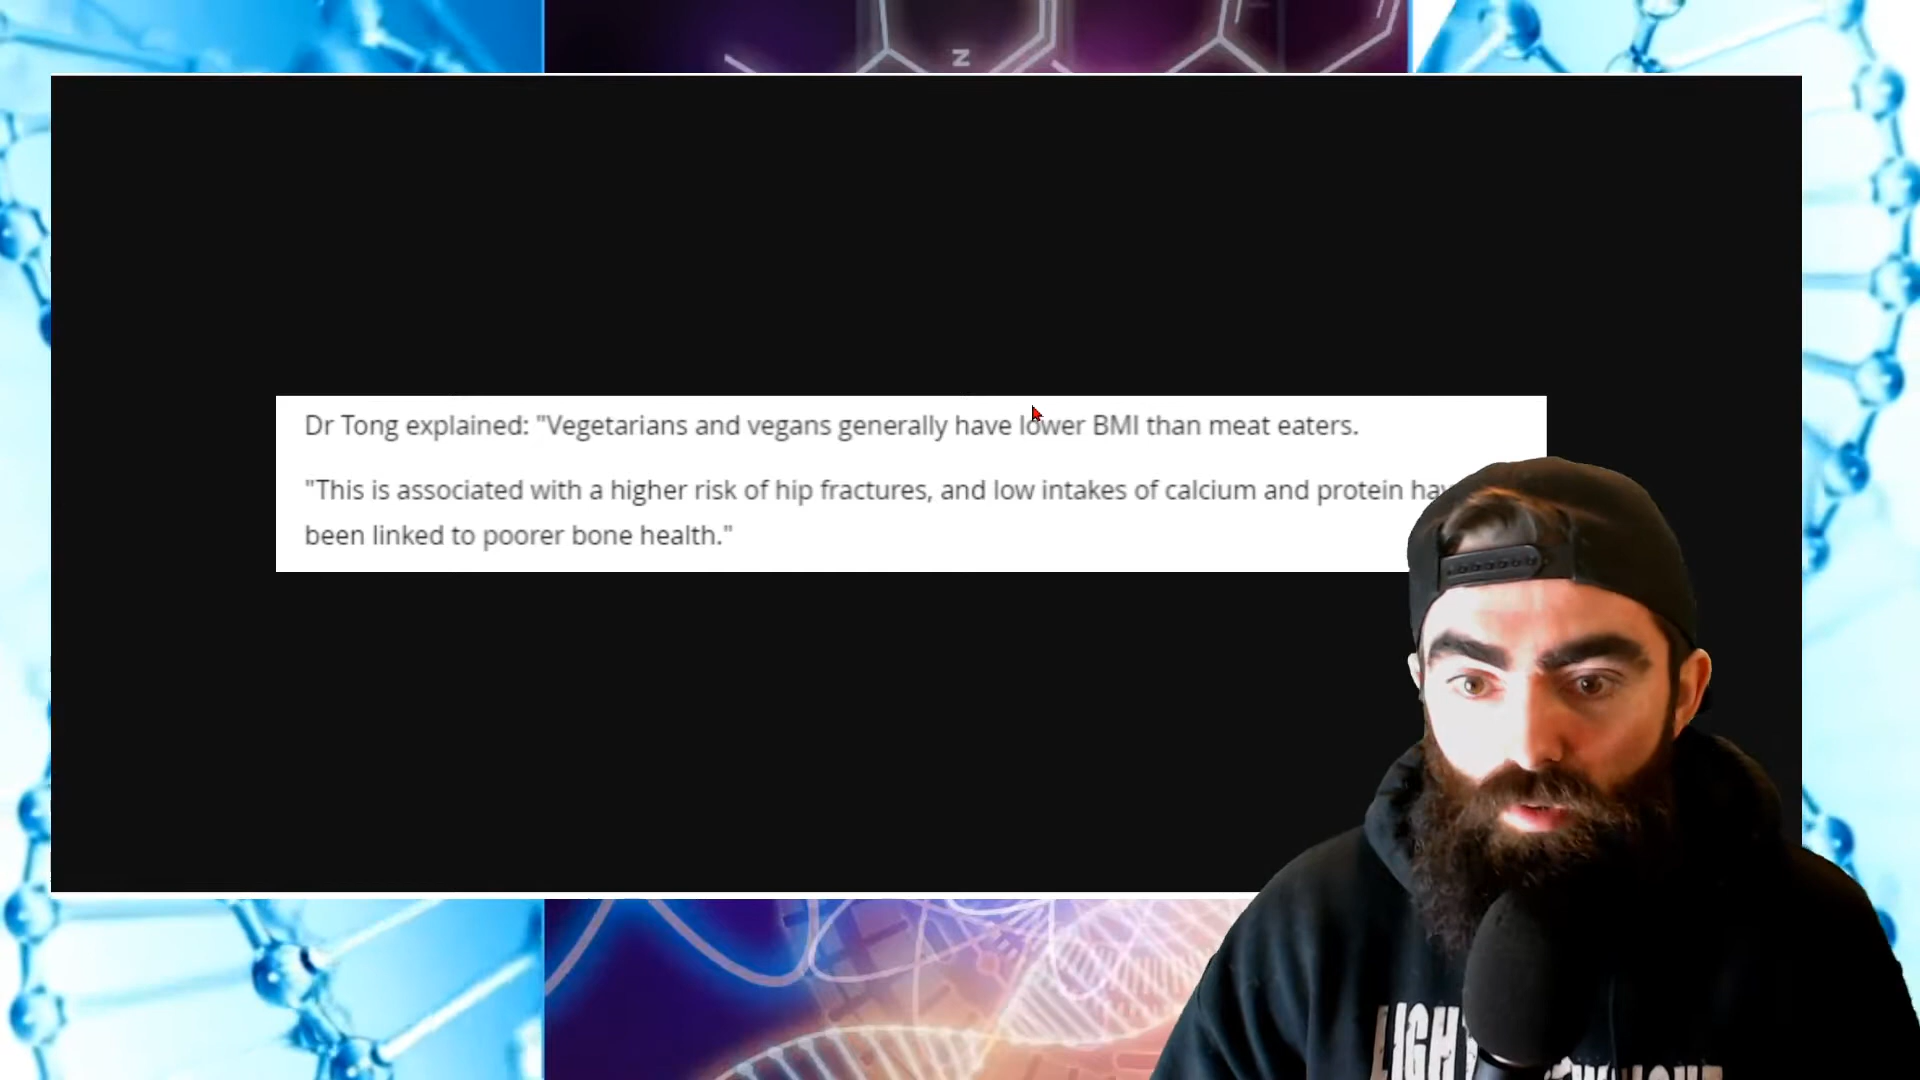 Z
Dr Tong explained: "Vegetarians and vegans generally have lower BMI than meat eaters.
"This is associated with a higher risk of hip fractures, and low intakes of calcium and protein
been linked to poorer bone health."